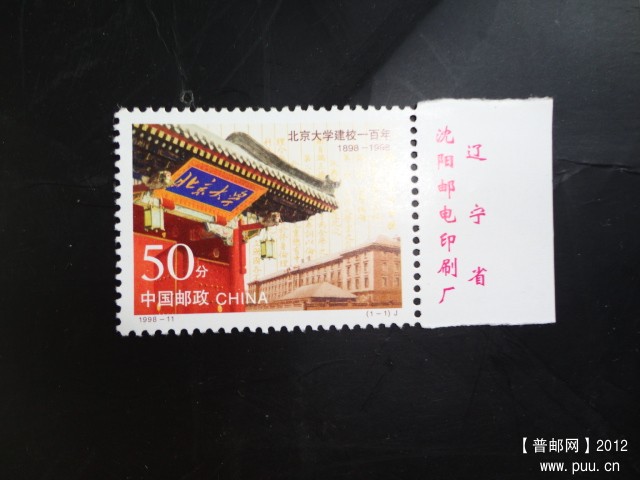 北京大学建校一百年
1898-1998
北京大学
50分
中国邮政 CHINA
1998-11
(1-1)J
辽宁省
沈阳邮电印刷厂
【普邮网】2012
www.puu.cn